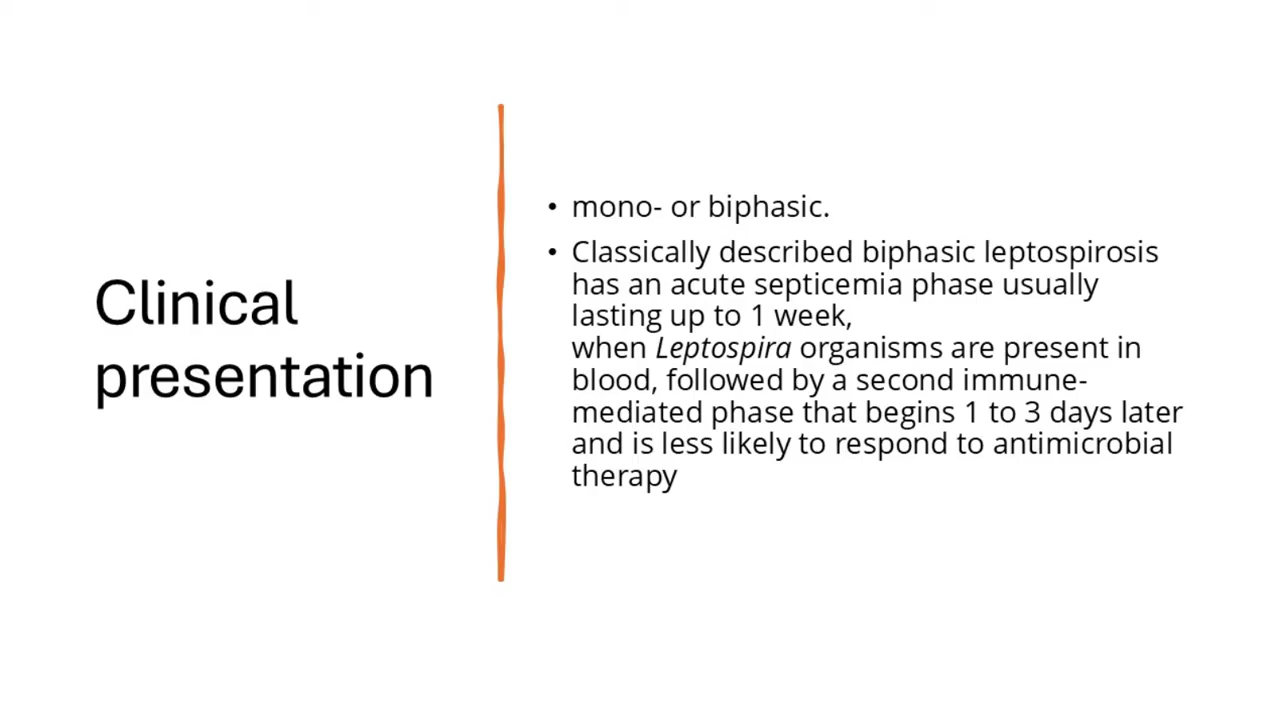 Clinical
presentation
• mono- or biphasic.
• Classically described biphasic leptospirosis
has an acute septicemia phase usually
lasting up to 1 week,
when Leptospira organisms are present in
blood, followed by a second immune-
mediated phase that begins 1 to 3 days later
and is less likely to respond to antimicrobial
therapy